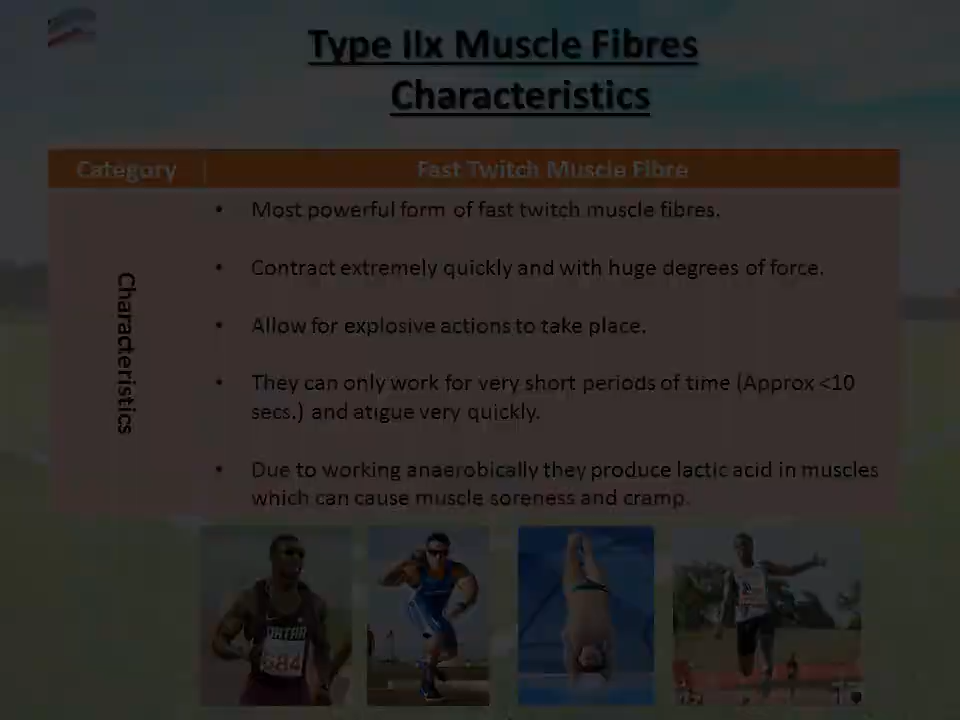 Type IIx Muscle Fibres
Characteristics
Category
Fast Twitch Muscle Fibre
Characteristics
• Most powerful form of fast twitch muscle fibres.
• Contract extremely quickly and with huge degrees of force.
• Allow for explosive actions to take place.
• They can only work for very short periods of time (Approx <10
secs.) and atigue very quickly.
• Due to working anaerobically they produce lactic acid in muscles
which can cause muscle soreness and cramp.
QATAR
684